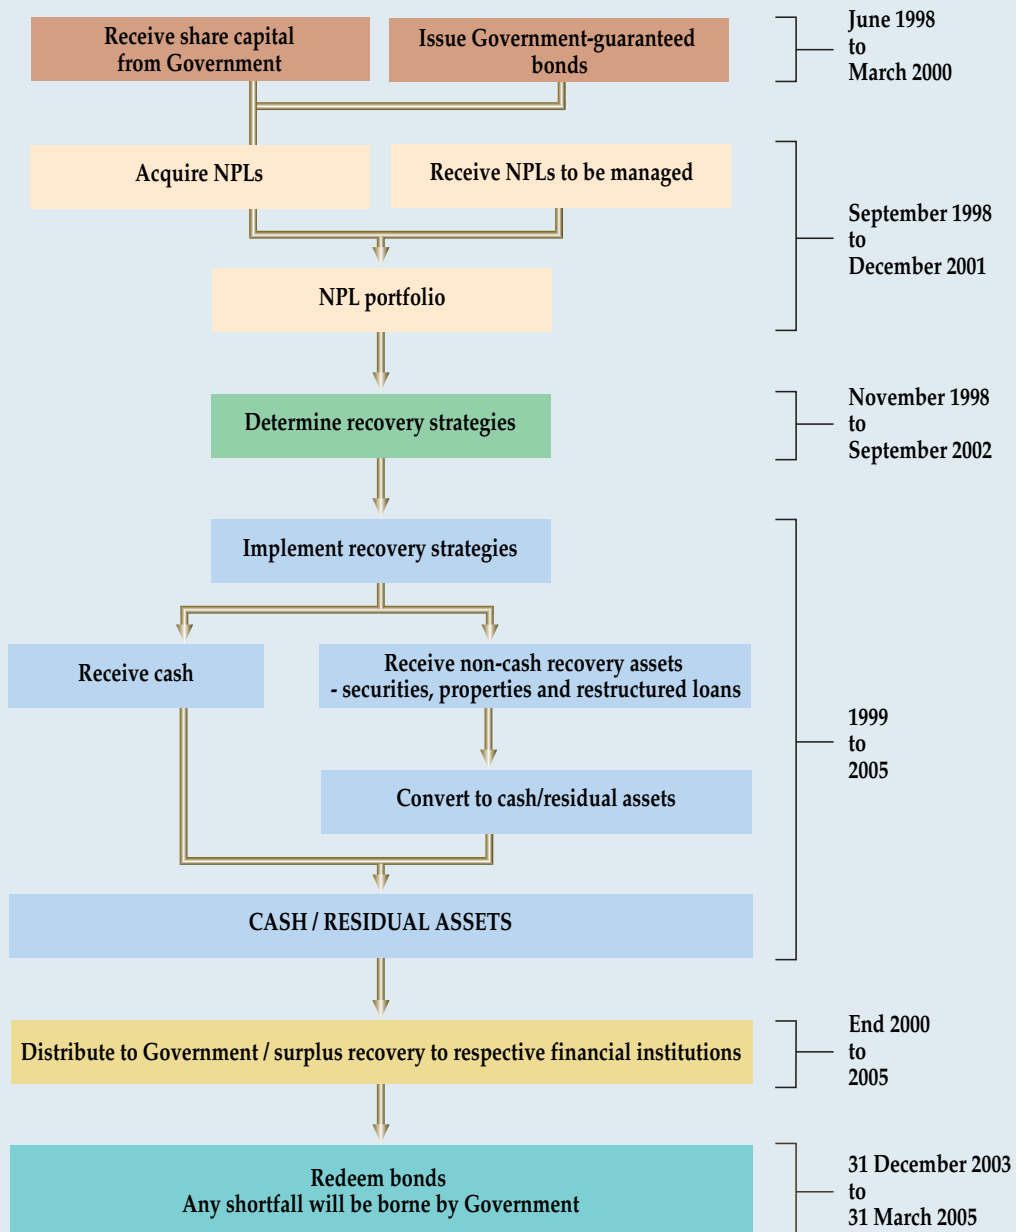 Receive share capital
from Government
Issue Government-guaranteed
bonds
June 1998
to
March 2000
Acquire NPLs
Receive NPLs to be managed
NPL portfolio
September 1998
to
December 2001
Determine recovery strategies
November 1998
to
September 2002
Implement recovery strategies
Receive cash
Receive non-cash recovery assets
- securities, properties and restructured loans
Convert to cash/residual assets
CASH / RESIDUAL ASSETS
1999
to
2005
Distribute to Government / surplus recovery to respective financial institutions
End 2000
to
2005
Redeem bonds
Any shortfall will be borne by Government
31 December 2003
to
31 March 2005